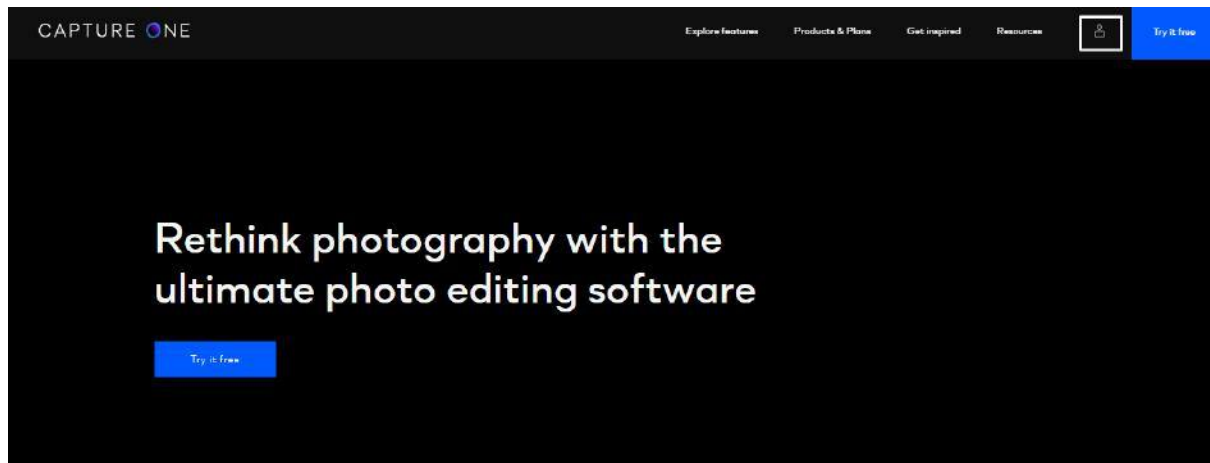 CAPTURE ONE
Explore features Products & Plans Get inspired Resources Try it free
Rethink photography with the
ultimate photo editing software
Try it free